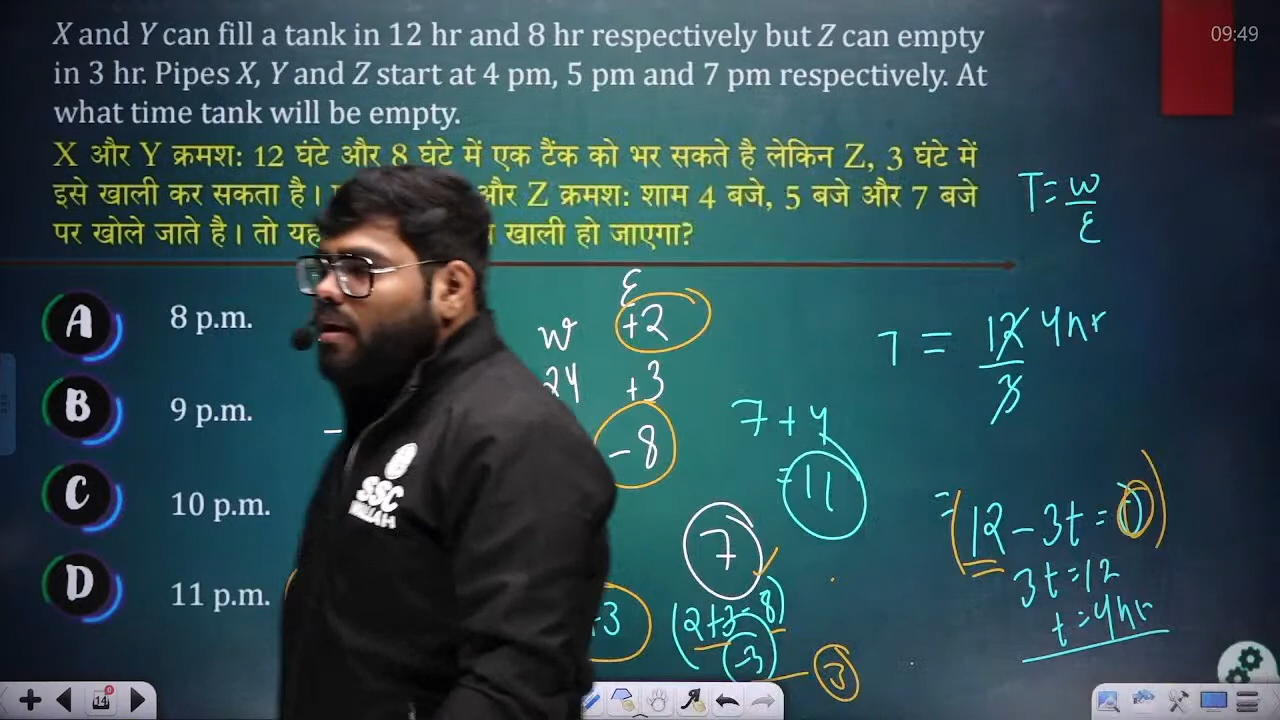 X and Y can fill a tank in 12 hr and 8 hr respectively but Z can empty
in 3 hr. Pipes X, Y and Z start at 4 pm, 5 pm and 7 pm respectively. At
what time tank will be empty.
X और Y क्रमश: 12 घंटे और 8 घंटे में एक टैंक को भर सकते है लेकिन Z, 3 घंटे में
इसे खाली कर सकता है। और Z क्रमश: शाम 4 बजे, 5 बजे और 7 बजे
पर खोले जाते है। तो यह खाली हो जाएगा?
09:49
T = w/ε
A 8 p.m.
B 9 p.m.
C 10 p.m.
D 11 p.m.
w ε
+2
24 +3
-8
7 = 12/3 4hr
7 + 4
= 11
7
(2+3-8)
-3
3
+3
= (12 - 3t = 0)
3t = 12
t = 4hr
SSC
WALLAH
14